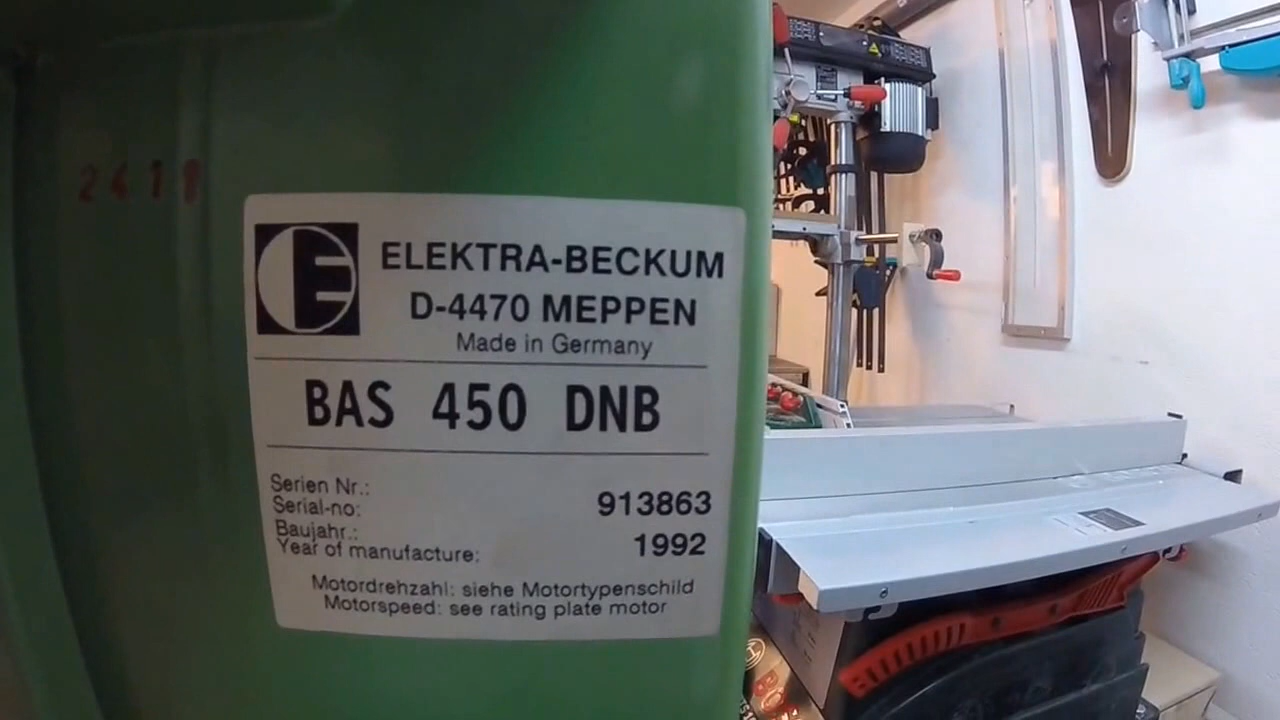 2418
ELEKTRA-BECKUM
D-4470 MEPPEN
Made in Germany
BAS 450 DNB
Serien Nr.:
Serial-no: 913863
Baujahr.:
Year of manufacture: 1992
Motordrehzahl: siehe Motortypenschild
Motorspeed: see rating plate motor